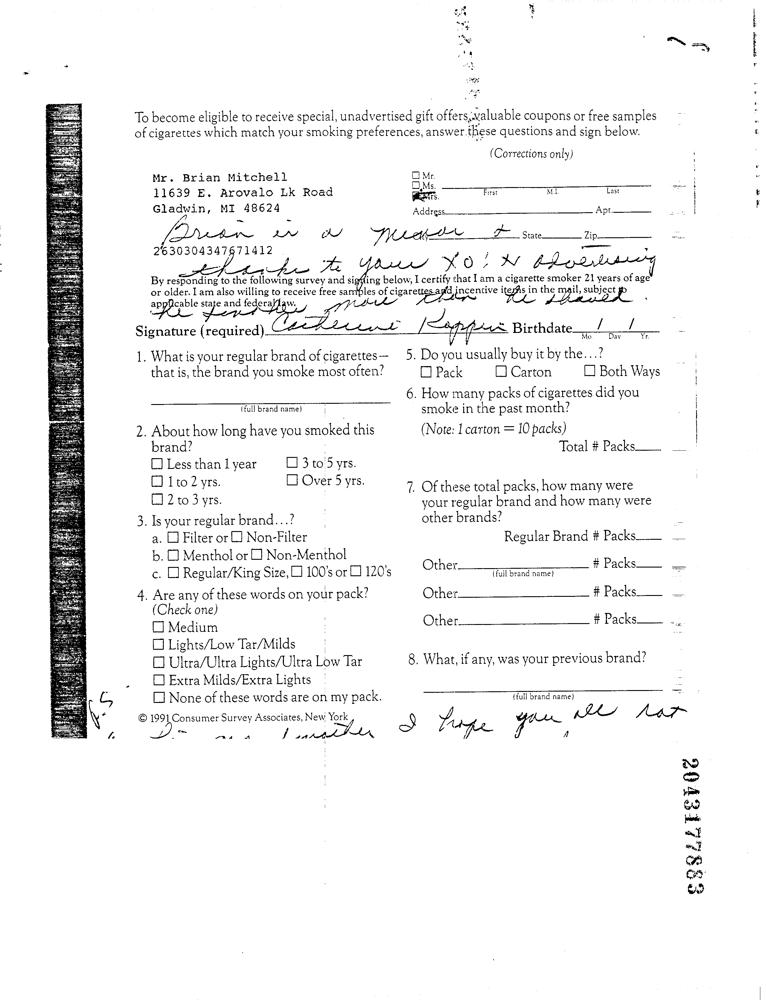 To become eligible to receive special, unadvertised gift offers, valuable coupons or free samples
of cigarettes which match your smoking preferences, answer these questions and sign below.
(Corrections only)
Mr. Brian Mitchell
11639 E. Arovalo Lk Road
Gladwin, MI 48624
☐ Mr.
☐ Ms.
Mrs.
First M.I. Last
Address Apt.
State Zip
Brian is a +
2630304347671412
thanks to your advertising
By responding to the following survey and signing below, I certify that I am a cigarette smoker 21 years of age
or older. I am also willing to receive free samples of cigarettes and incentive items in the mail, subject to
applicable state and federal law.
he more than he should.
Signature (required) Catherine Birthdate / /
Mo Day Yr.
1. What is your regular brand of cigarettes—
that is, the brand you smoke most often?
(full brand name)
2. About how long have you smoked this
brand?
☐ Less than 1 year ☐ 3 to 5 yrs.
☐ 1 to 2 yrs. ☐ Over 5 yrs.
☐ 2 to 3 yrs.
3. Is your regular brand...?
a. ☐ Filter or ☐ Non-Filter
b. ☐ Menthol or ☐ Non-Menthol
c. ☐ Regular/King Size, ☐ 100's or ☐ 120's
4. Are any of these words on your pack?
(Check one)
☐ Medium
☐ Lights/Low Tar/Milds
☐ Ultra/Ultra Lights/Ultra Low Tar
☐ Extra Milds/Extra Lights
☐ None of these words are on my pack.
© 1991 Consumer Survey Associates, New York
5. Do you usually buy it by the...?
☐ Pack ☐ Carton ☐ Both Ways
6. How many packs of cigarettes did you
smoke in the past month?
(Note: 1 carton = 10 packs)
Total # Packs
7. Of these total packs, how many were
your regular brand and how many were
other brands?
Regular Brand # Packs
Other # Packs
(full brand name)
Other # Packs
Other # Packs
8. What, if any, was your previous brand?
(full brand name)
mother I hope you all rot
2043177883